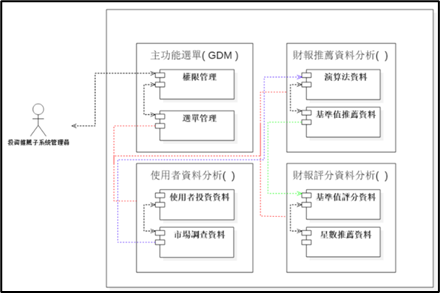 主功能選單( GDM )
權限管理
選單管理
財報推薦資料分析( )
演算法資料
基準值推薦資料
投資推薦子系統管理員
使用者資料分析( )
使用者投資資料
市場調查資料
財報評分資料分析( )
基準值評分資料
星數推薦資料